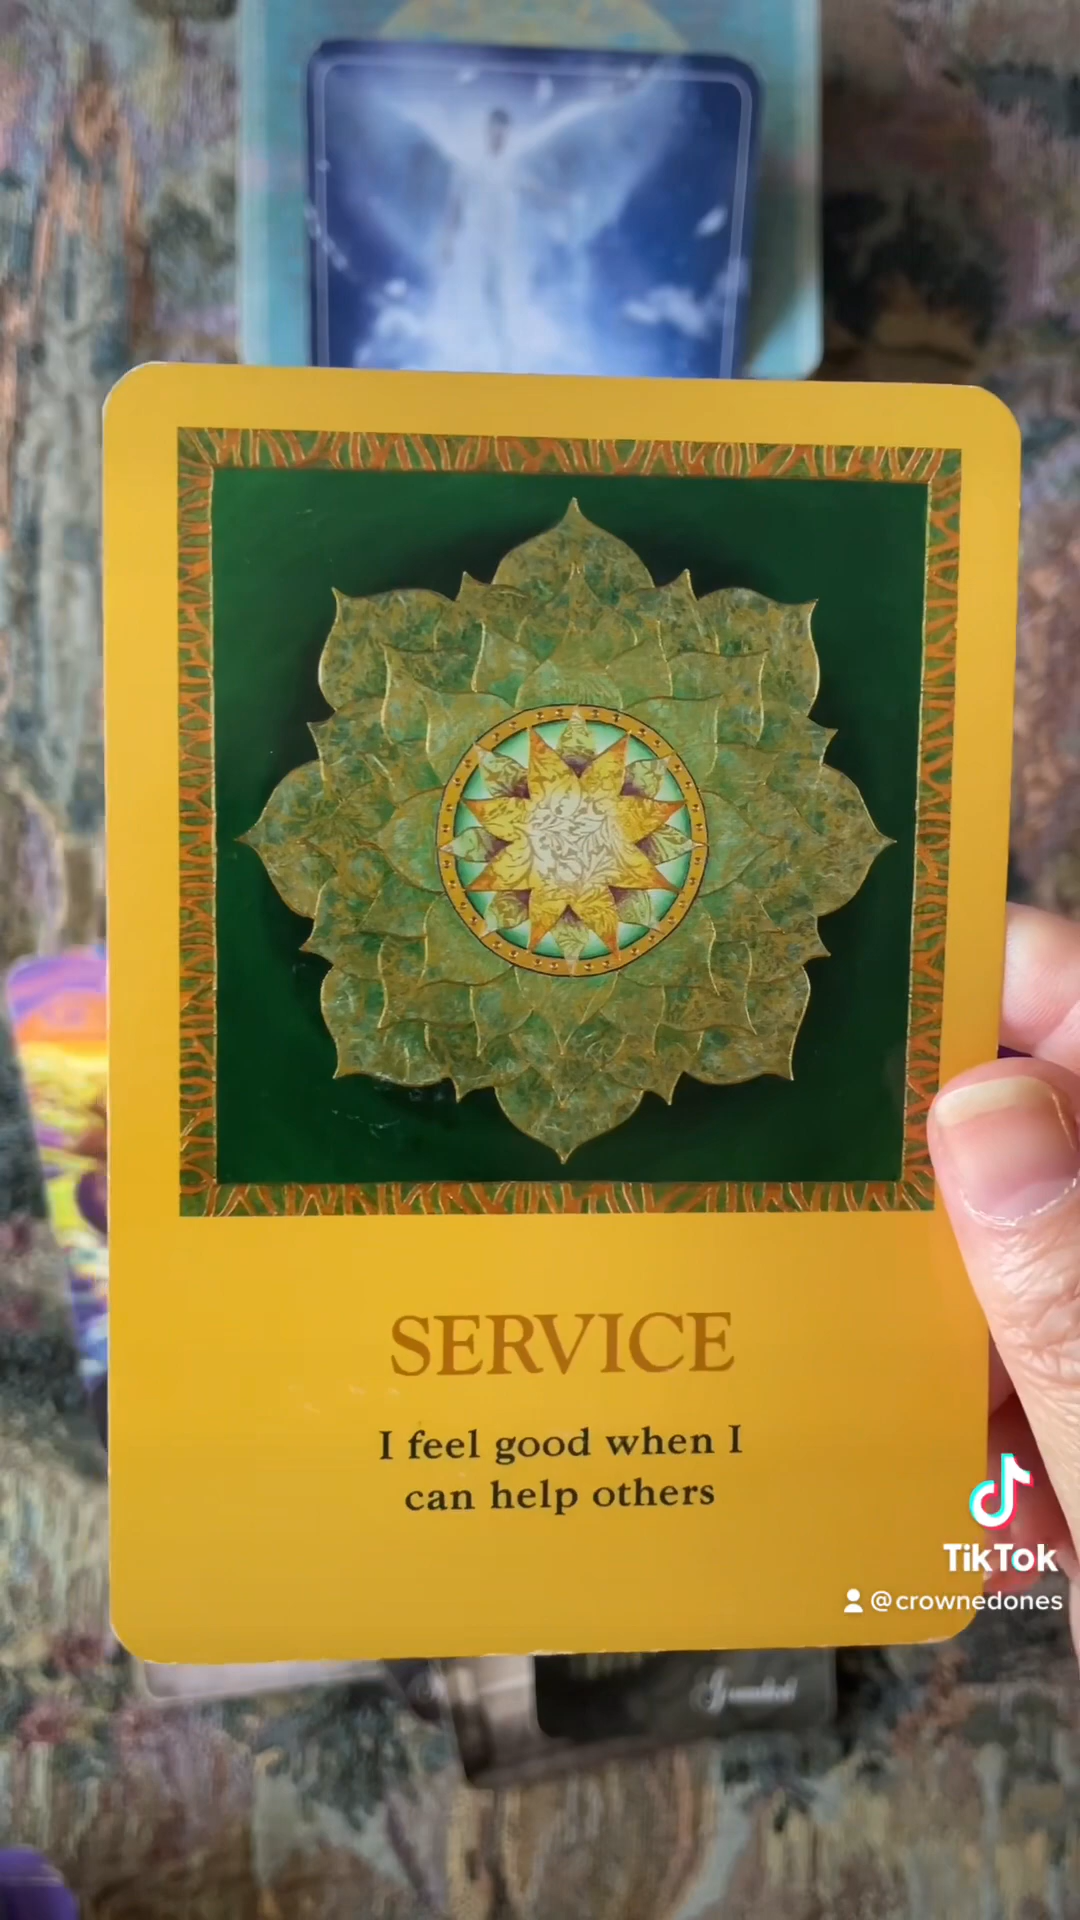 SERVICE
I feel good when I
can help others
TikTok
@crownedones